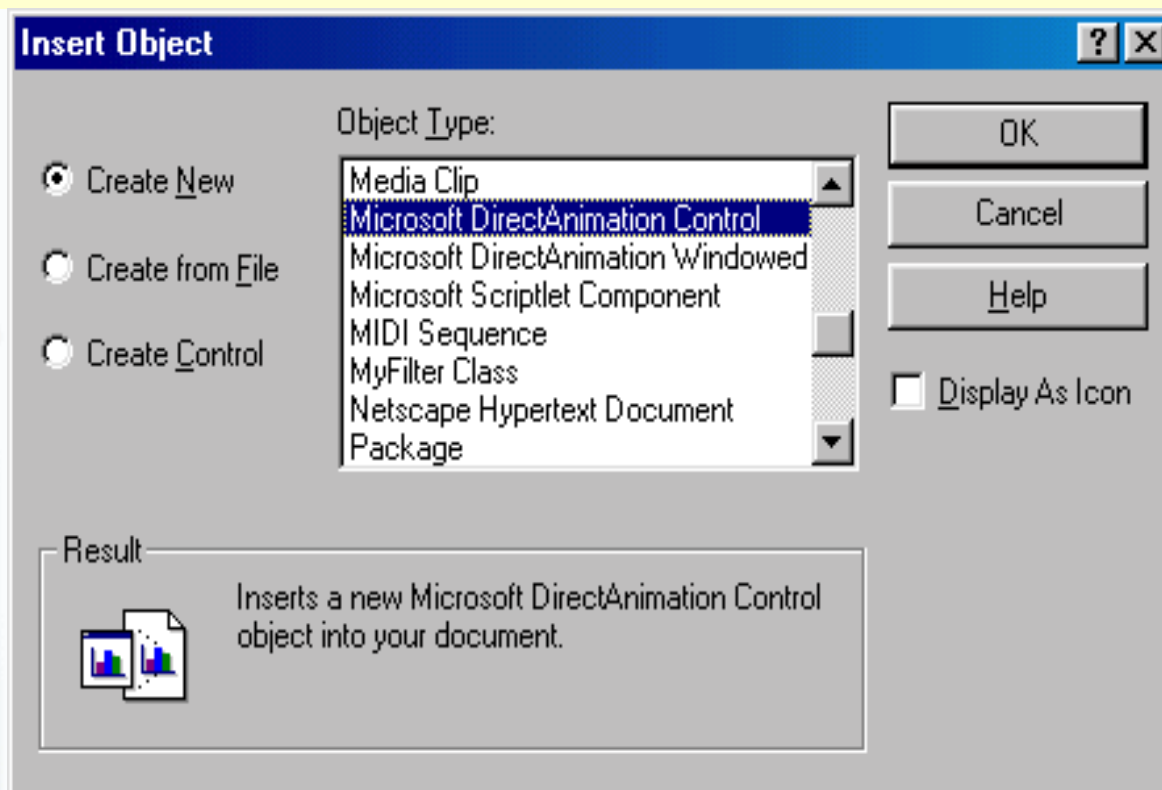 Insert Object
Object Type:
Create New
Create from File
Create Control
Media Clip
Microsoft DirectAnimation Control
Microsoft DirectAnimation Windowed
Microsoft Scriptlet Component
MIDI Sequence
MyFilter Class
Netscape Hypertext Document
Package
OK
Cancel
Help
Display As Icon
Result
Inserts a new Microsoft DirectAnimation Control
object into your document.